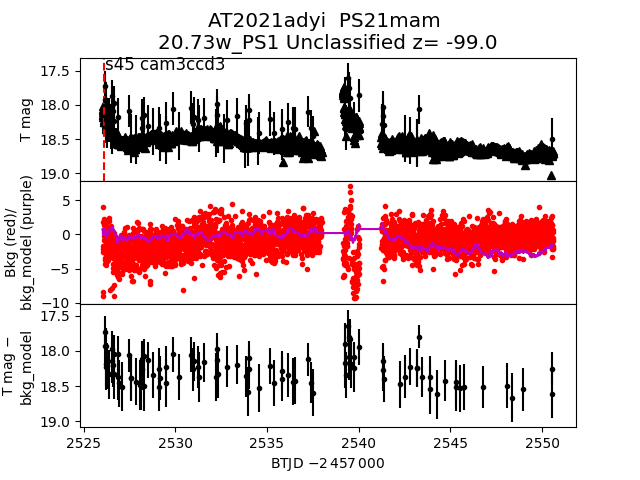 AT2021adyi  PS21mam
20.73w_PS1 Unclassified z= -99.0
s45 cam3ccd3
17.5
18.0
18.5
19.0
T mag
5
0
−5
−10
Bkg (red)/
bkg_model (purple)
17.5
18.0
18.5
19.0
T mag −
bkg_model
2525
2530
2535
2540
2545
2550
BTJD −2 457 000